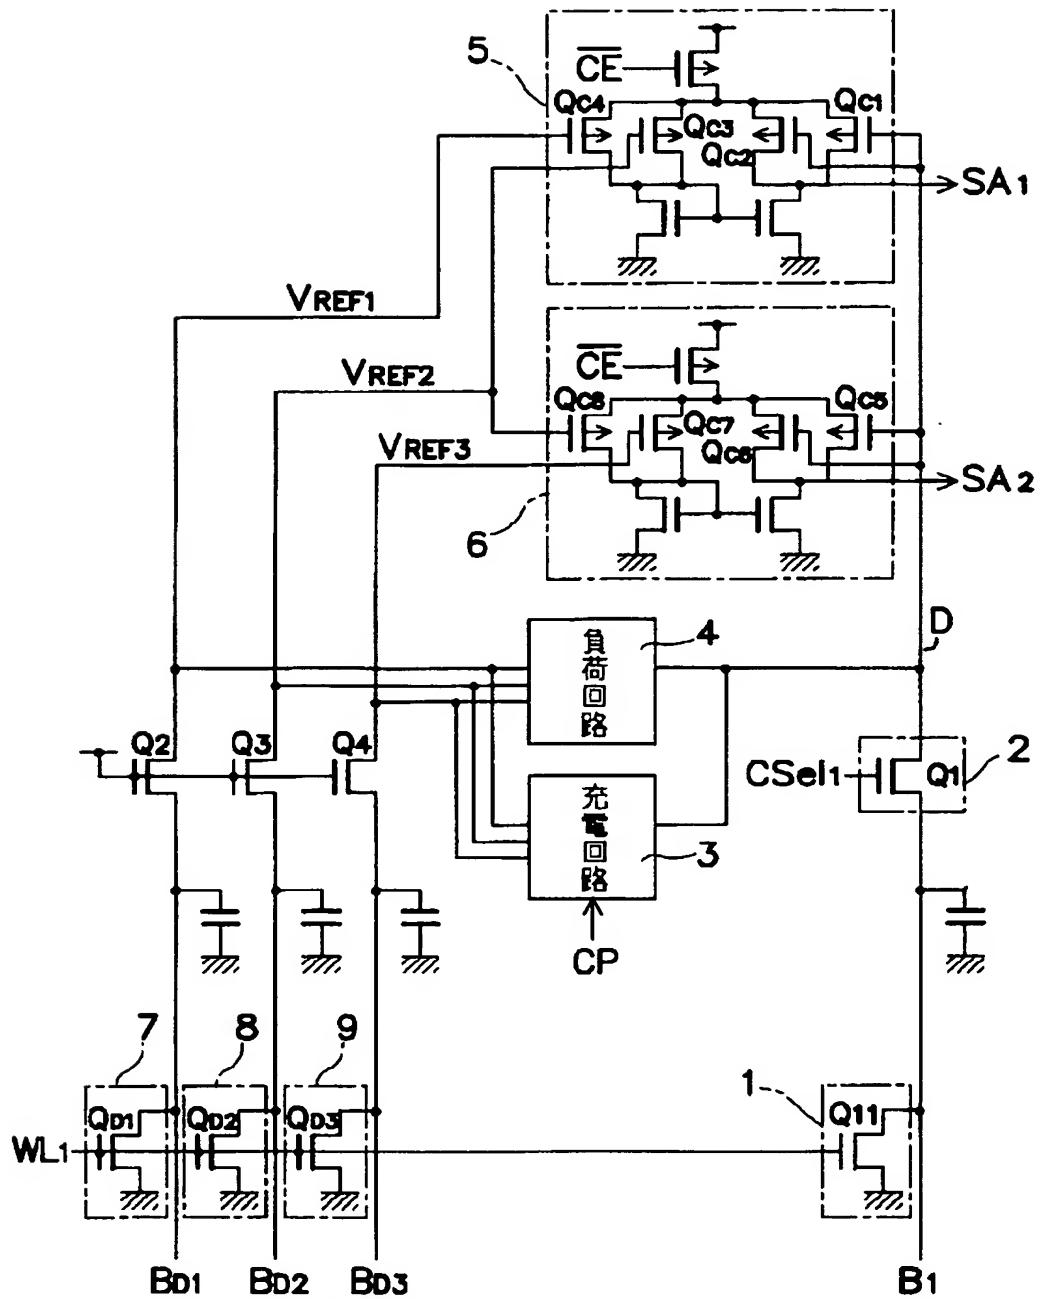 5
CE
QC4
QC1
QC3
QC2
SA1
VREF1
CE
VREF2
QC8
QC5
QC7
QC6
VREF3
SA2
6
負荷回路
4
D
Q2
Q3
Q4
CSel1
Q1
2
充電回路
3
CP
7
8
9
1
QD1
QD2
QD3
Q11
WL1
BD1
BD2
BD3
B1